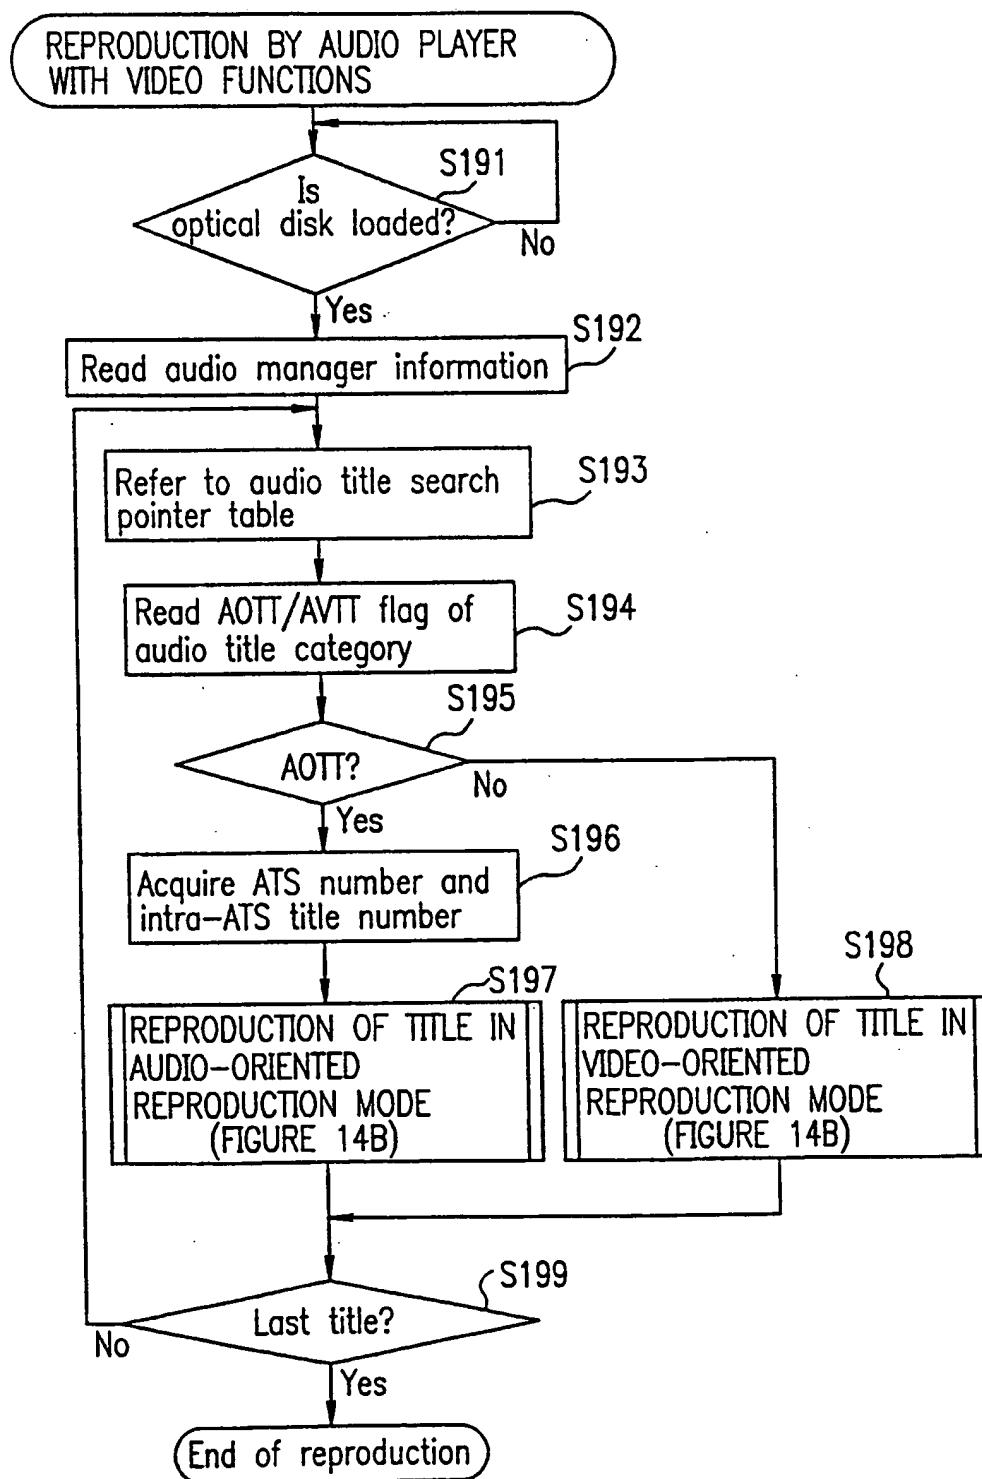 REPRODUCTION BY AUDIO PLAYER
WITH VIDEO FUNCTIONS
S191
Is
optical disk loaded?
No
Yes
S192
Read audio manager information
S193
Refer to audio title search
pointer table
S194
Read AOTT/AVTT flag of
audio title category
S195
AOTT?
No
Yes
S196
Acquire ATS number and
intra-ATS title number
S197
REPRODUCTION OF TITLE IN
AUDIO-ORIENTED
REPRODUCTION MODE
(FIGURE 14B)
S198
REPRODUCTION OF TITLE IN
VIDEO-ORIENTED
REPRODUCTION MODE
(FIGURE 14B)
S199
Last title?
No
Yes
End of reproduction